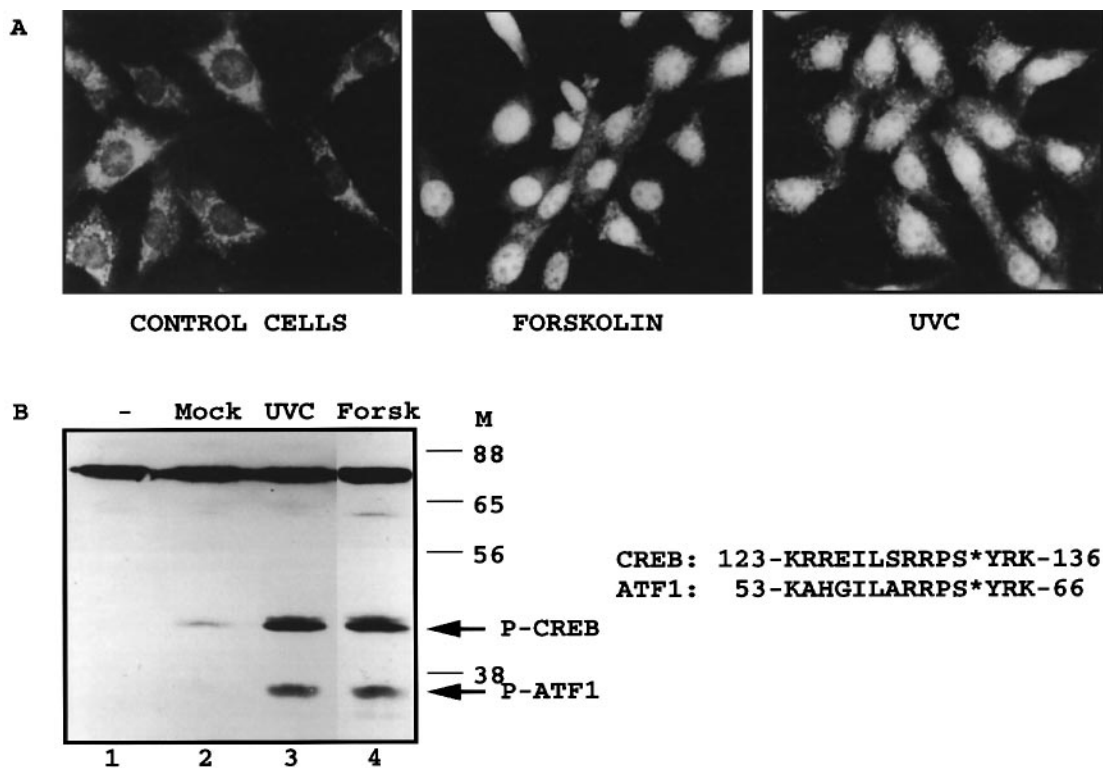 A
CONTROL CELLS FORSKOLIN UVC
B - Mock UVC Forsk M
88
65
56
CREB: 123-KRREILSRRPS*YRK-136
ATF1: 53-KAHGILARRPS*YRK-66
P-CREB
38
P-ATF1
1 2 3 4